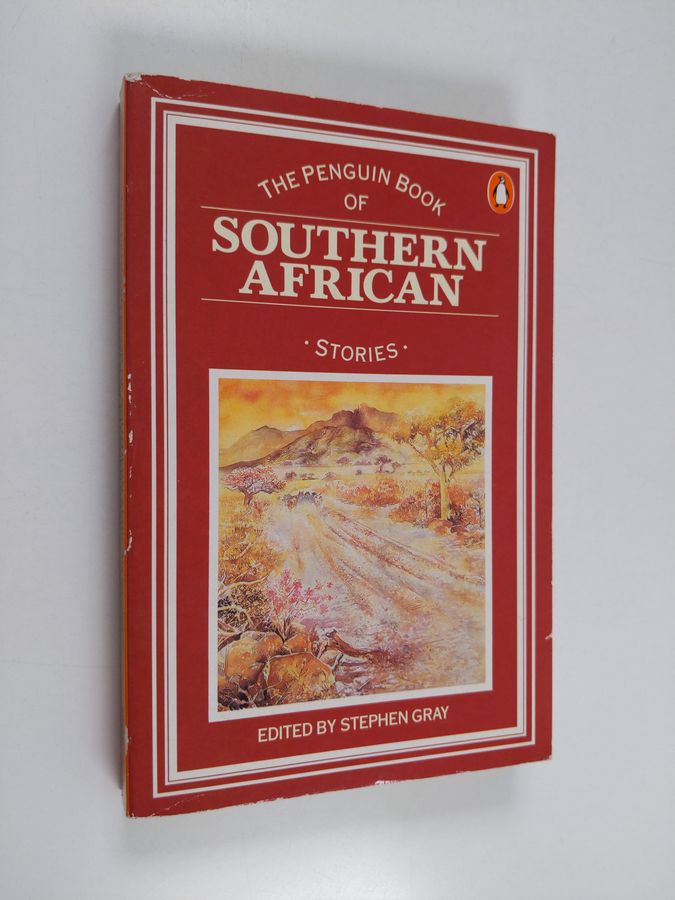 THE PENGUIN BOOK
OF
SOUTHERN
AFRICAN
· STORIES ·
EDITED BY STEPHEN GRAY